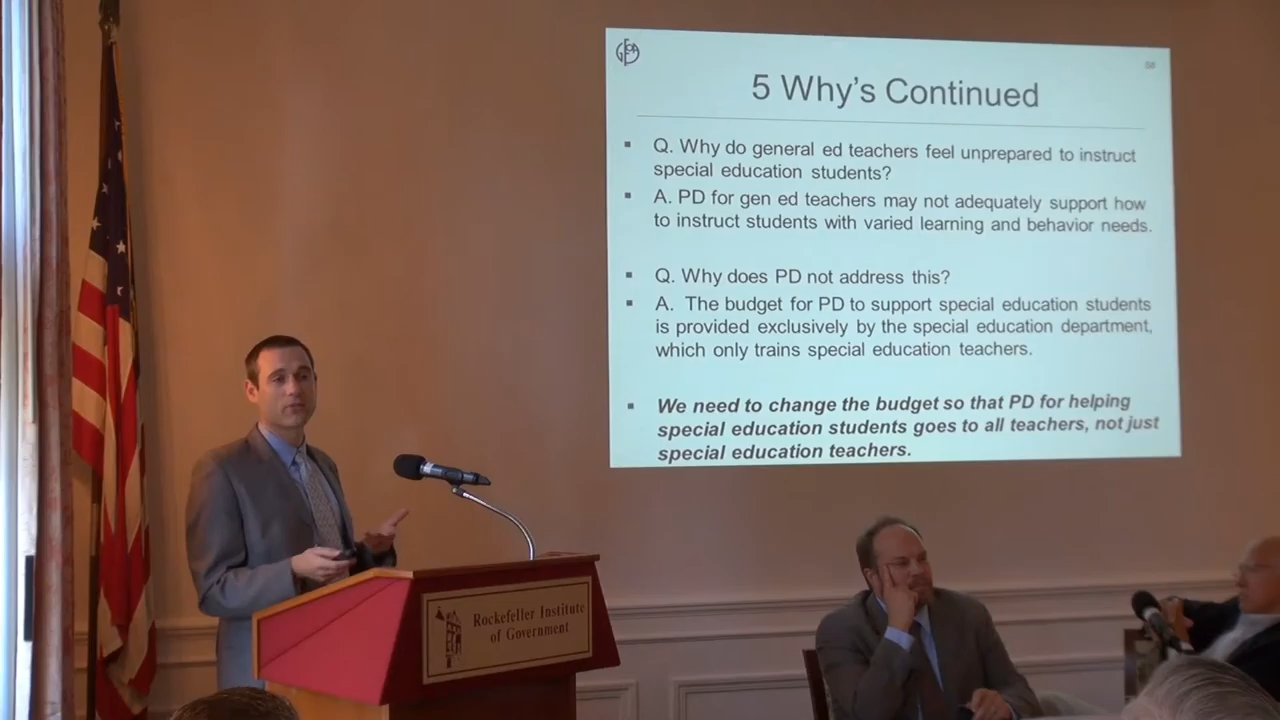 GFOA
5 Why's Continued
▪ Q. Why do general ed teachers feel unprepared to instruct
special education students?
▪ A. PD for gen ed teachers may not adequately support how
to instruct students with varied learning and behavior needs.
▪ Q. Why does PD not address this?
▪ A. The budget for PD to support special education students
is provided exclusively by the special education department,
which only trains special education teachers.
▪ We need to change the budget so that PD for helping
special education students goes to all teachers, not just
special education teachers.
Rockefeller Institute
of Government